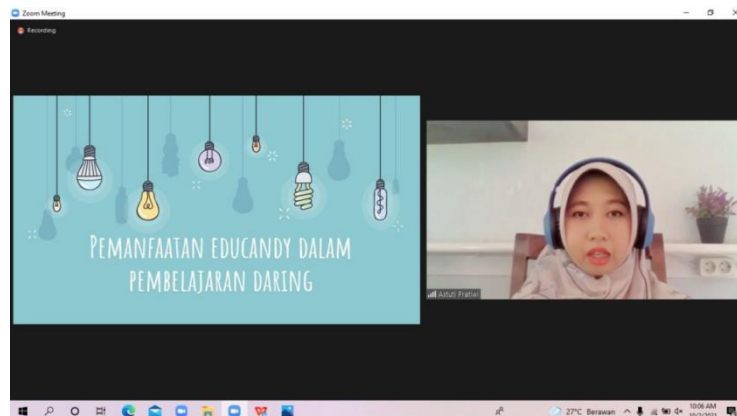 Zoom Meeting
Recording
PEMANFAATAN EDUCANDY DALAM
PEMBELAJARAN DARING
Astuti Pratiwi
27°C Berawan
10:06 AM